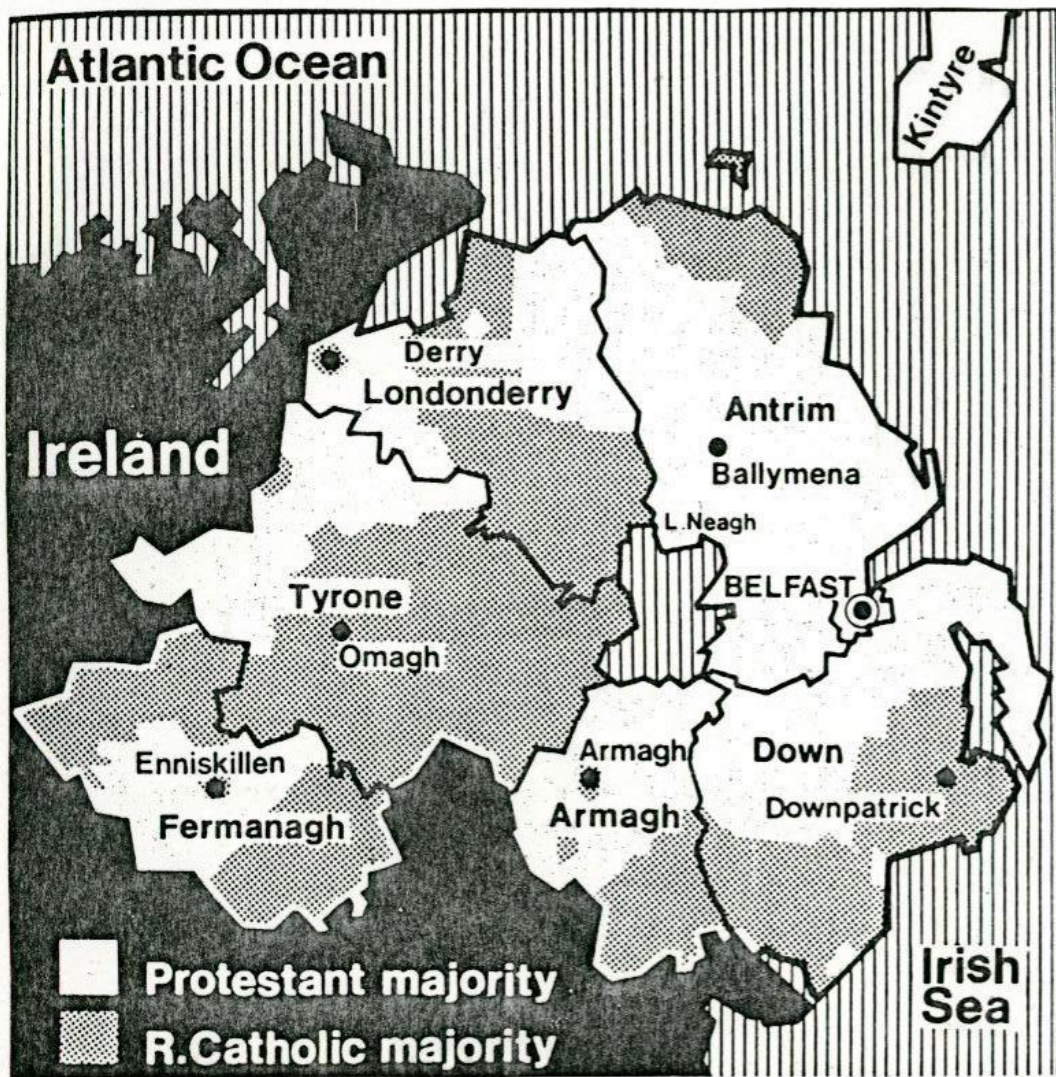 Atlantic Ocean
Kintyre
Derry
Londonderry
Ireland
Antrim
Ballymena
L.Neagh
BELFAST
Tyrone
Omagh
Enniskillen
Fermanagh
Armagh
Armagh
Down
Downpatrick
Protestant majority
R.Catholic majority
Irish
Sea